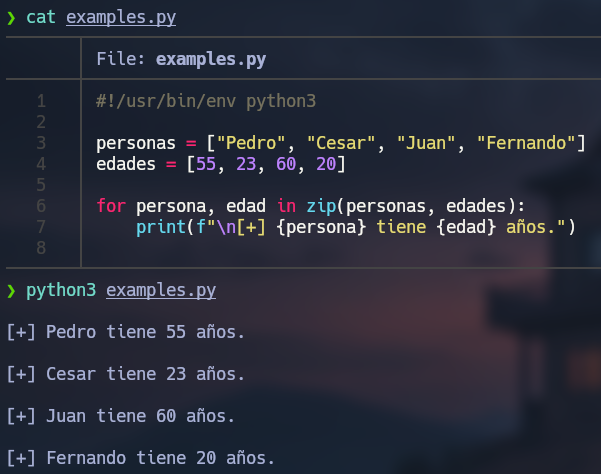 ❯ cat examples.py
File: examples.py
1 #!/usr/bin/env python3
2
3 personas = ["Pedro", "Cesar", "Juan", "Fernando"]
4 edades = [55, 23, 60, 20]
5
6 for persona, edad in zip(personas, edades):
7     print(f"\n[+] {persona} tiene {edad} años.")
8
❯ python3 examples.py
[+] Pedro tiene 55 años.
[+] Cesar tiene 23 años.
[+] Juan tiene 60 años.
[+] Fernando tiene 20 años.